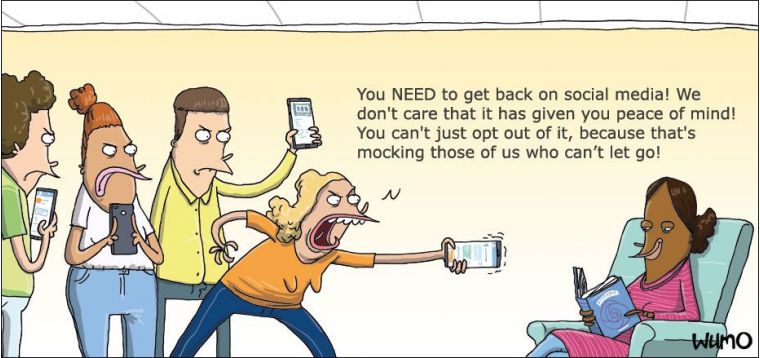 You NEED to get back on social media! We
don't care that it has given you peace of mind!
You can't just opt out of it, because that's
mocking those of us who can’t let go!
WUMO